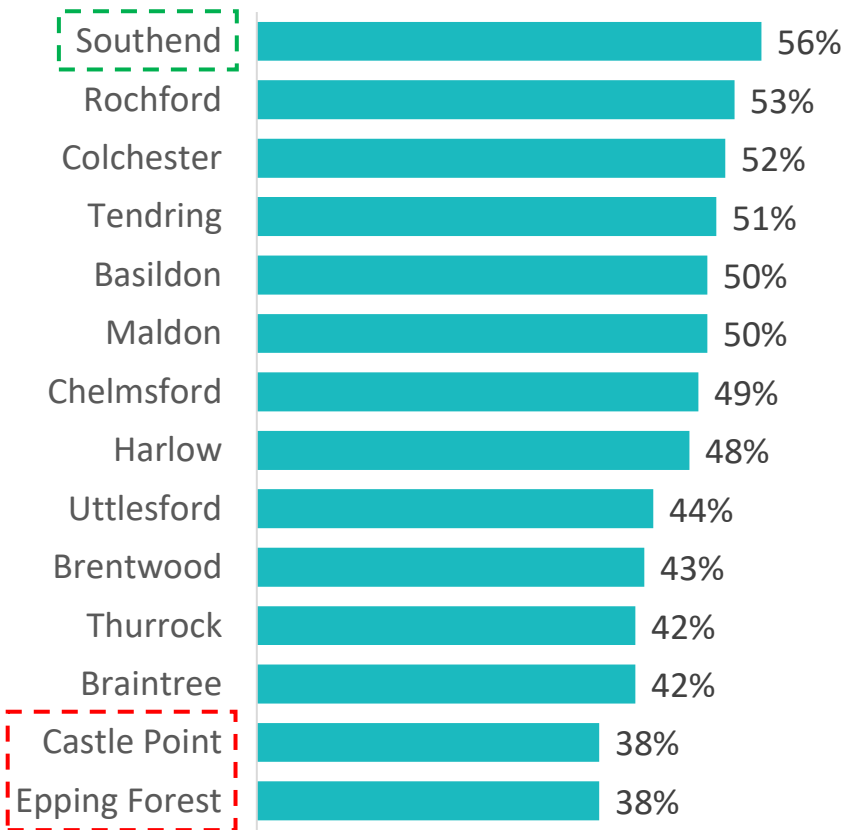 Southend 56%
Rochford 53%
Colchester 52%
Tendring 51%
Basildon 50%
Maldon 50%
Chelmsford 49%
Harlow 48%
Uttlesford 44%
Brentwood 43%
Thurrock 42%
Braintree 42%
Castle Point 38%
Epping Forest 38%